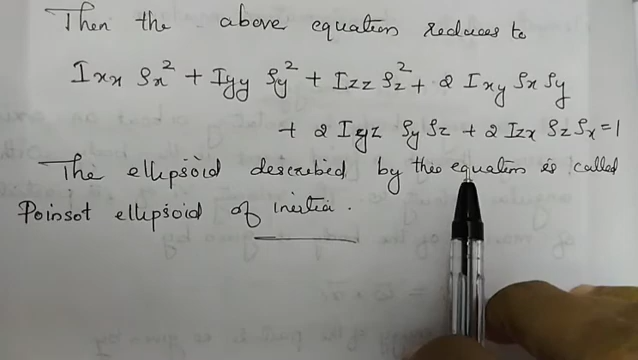 Then the above equation reduces to
Ixx ρx² + Iyy ρy² + Izz ρz² + 2 Ixy ρx ρy
+ 2 Iyz ρy ρz + 2 Izx ρz ρx = 1
The ellipsoid described by this equation is called
Poinsot ellipsoid of inertia.